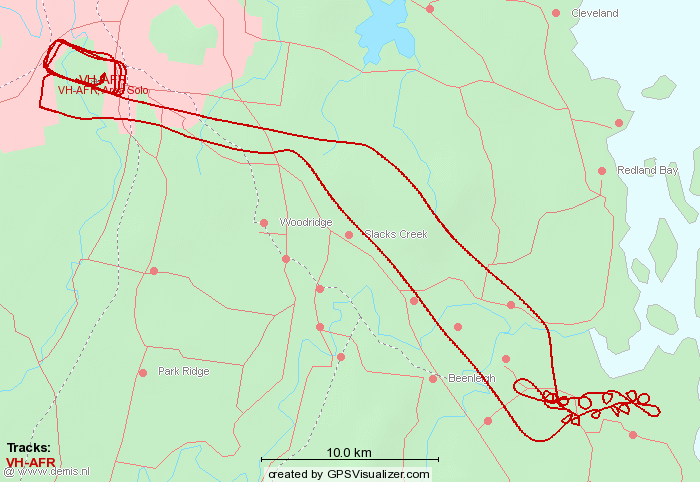 Cleveland
VH-AFR
VH-AFR, Area Solo
Redland Bay
Woodridge
Slacks Creek
Park Ridge
Beenleigh
Tracks:
VH-AFR
@ www.demis.nl
10.0 km
created by GPSVisualizer.com